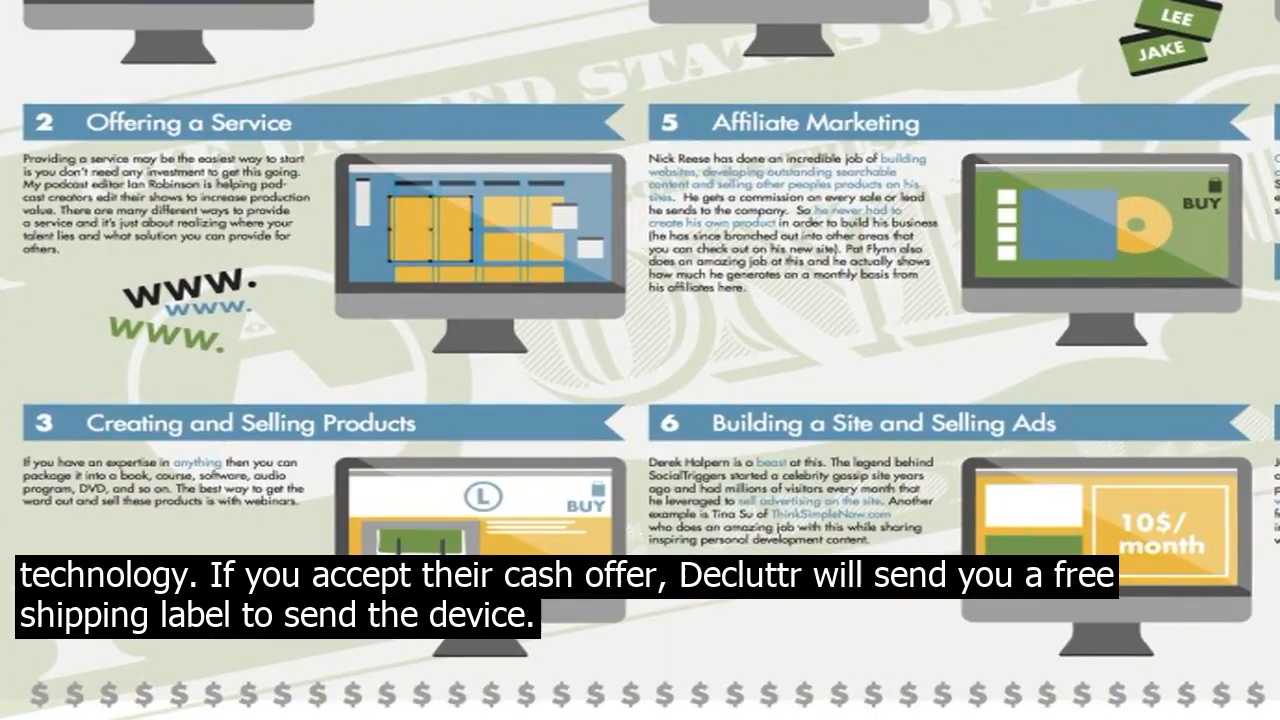 LEE
JAKE
2 Offering a Service
Providing a service may be the easiest way to start
is you don't need any investment to get this going.
My podcast editor Ian Robinson is helping pod-
cast creators edit their shows to increase production
value. There are many different ways to provide
a service and it's just about realizing where your
talent lies and what solution you can provide for
others.
www.
www.
www.
5 Affiliate Marketing
Nick Reese has done an incredible job of building
websites, developing outstanding searchable
content and selling other peoples products on his
sites. He gets a commission on every sale or lead
he sends to the company. So he never had to
create his own product in order to build his business
(he has since branched out into other areas that
you can check out on his new site). Pat Flynn also
does an amazing job at this and he actually shows
how much he generates on a monthly basis from
his affiliates here.
BUY
3 Creating and Selling Products
If you have an expertise in anything then you can
package it into a book, course, software, audio
program, DVD, and so on. The best way to get the
word out and sell these products is with webinars.
L
BUY
6 Building a Site and Selling Ads
Derek Halpern is a beast at this. The legend behind
SocialTriggers started a celebrity gossip site years
ago and had millions of visitors every month that
he leveraged to sell advertising on the site. Another
example is Tina Su of ThinkSimpleNow.com
who does an amazing job with this while sharing
inspiring personal development content.
10$/
month
technology. If you accept their cash offer, Decluttr will send you a free
shipping label to send the device.
$ $ $ $ $ $ $ $ $ $ $ $ $ $ $ $ $ $ $ $ $ $ $ $ $ $ $ $ $ $ $ $ $ $ $ $